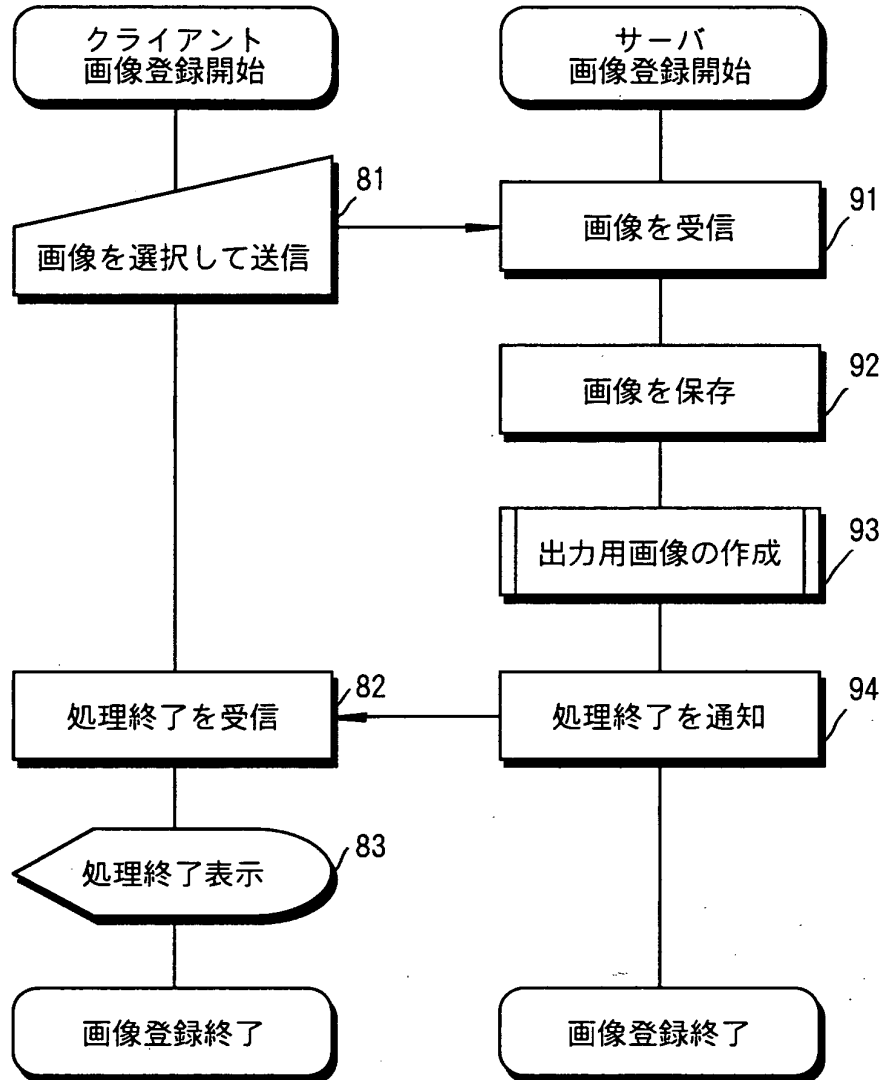 クライアント
画像登録開始
サーバ
画像登録開始
81
画像を選択して送信
91
画像を受信
92
画像を保存
93
出力用画像の作成
82
処理終了を受信
94
処理終了を通知
83
処理終了表示
画像登録終了
画像登録終了